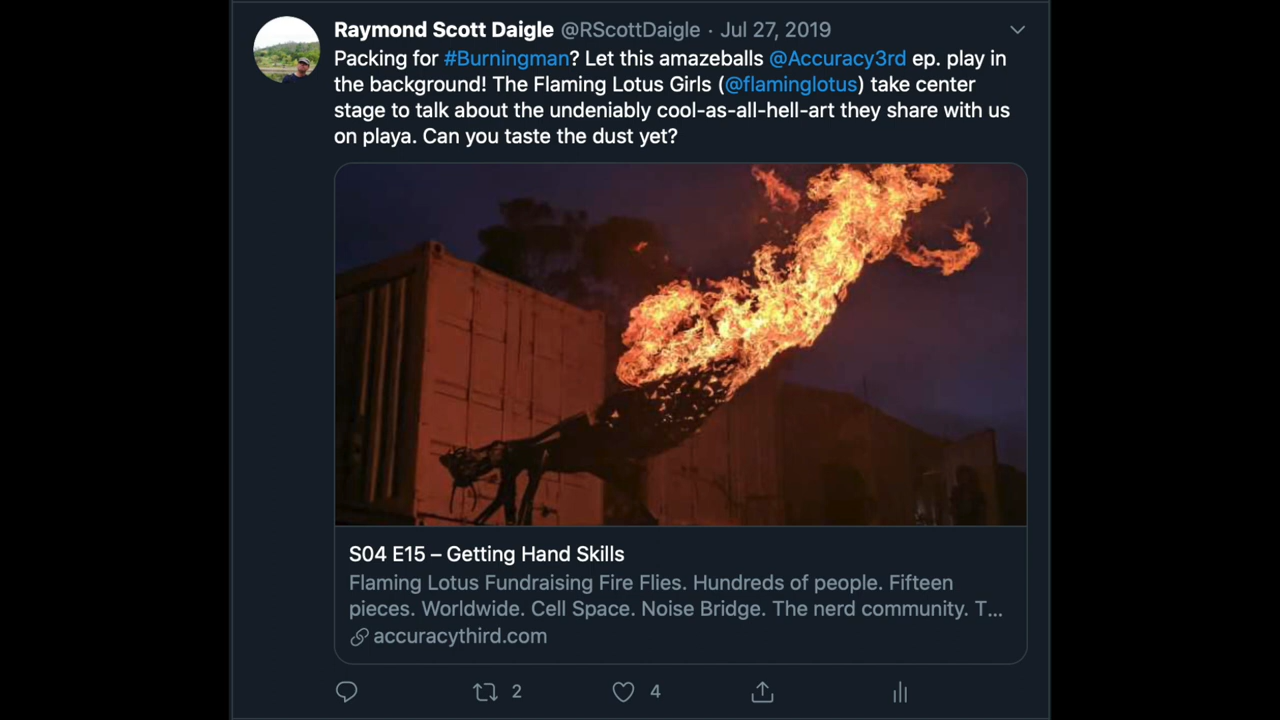 Raymond Scott Daigle @RScottDaigle · Jul 27, 2019
Packing for #Burningman? Let this amazeballs @Accuracy3rd ep. play in
the background! The Flaming Lotus Girls (@flaminglotus) take center
stage to talk about the undeniably cool-as-all-hell-art they share with us
on playa. Can you taste the dust yet?
S04 E15 – Getting Hand Skills
Flaming Lotus Fundraising Fire Flies. Hundreds of people. Fifteen
pieces. Worldwide. Cell Space. Noise Bridge. The nerd community. T...
accuracythird.com
2 4